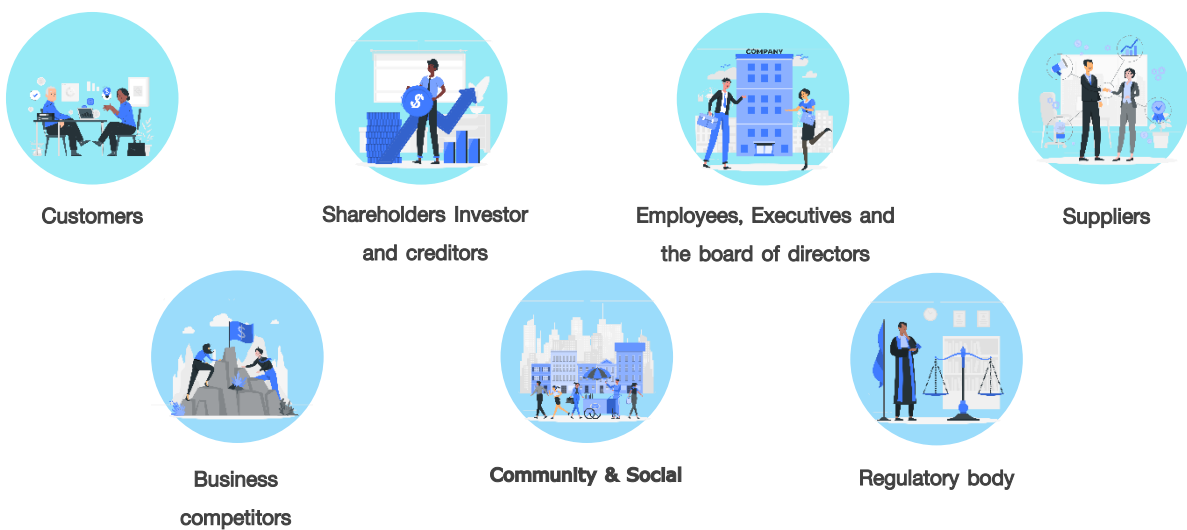 COMPANY
Customers
Shareholders Investor
and creditors
Employees, Executives and
the board of directors
Suppliers
$
$
Business
competitors
Community & Social
Regulatory body